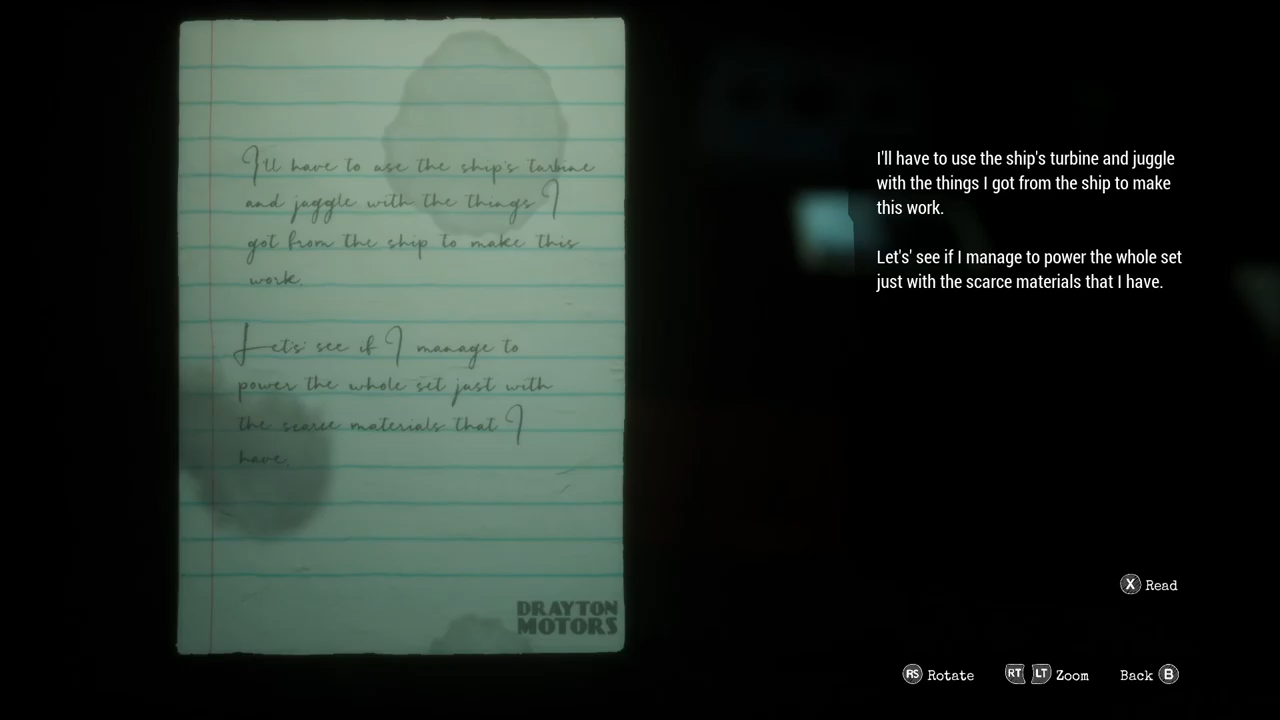 I'll have to use the ship's turbine
and juggle with the things I
got from the ship to make this
work.
Let's' see if I manage to
power the whole set just with
the scarce materials that I
have.
DRAYTON
MOTORS
I'll have to use the ship's turbine and juggle
with the things I got from the ship to make
this work.
Let's' see if I manage to power the whole set
just with the scarce materials that I have.
X Read
RS Rotate RT LT Zoom Back B